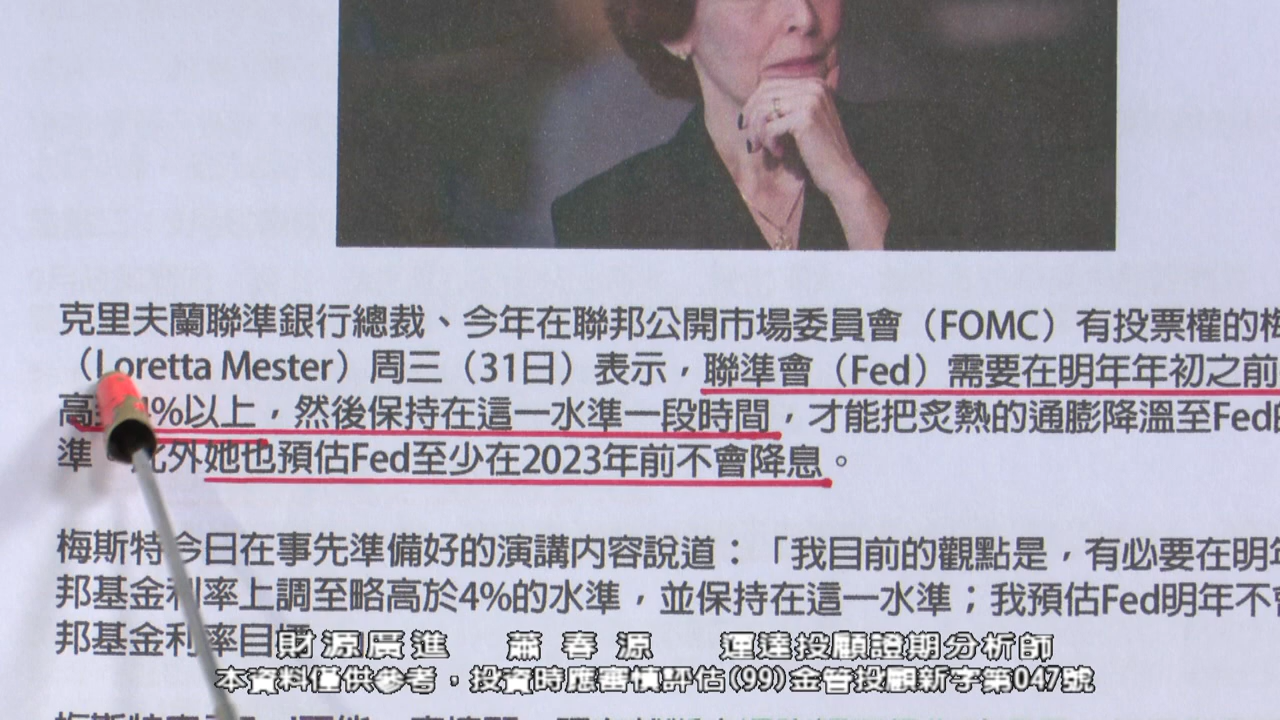 克里夫蘭聯準銀行總裁、今年在聯邦公開市場委員會（FOMC）有投票權的梅
（Loretta Mester）周三（31日）表示，聯準會（Fed）需要在明年年初之前
高 4%以上，然後保持在這一水準一段時間，才能把炙熱的通膨降溫至Fed
準 此外她也預估Fed至少在2023年前不會降息。
梅斯特今日在事先準備好的演講內容說道：「我目前的觀點是，有必要在明年
邦基金利率上調至略高於4%的水準，並保持在這一水準；我預估Fed明年不
邦基金利率目標
財源廣進 蕭春源 運達投顧證期分析師
本資料僅供參考，投資時應審慎評估(99)金管投顧新字第047號